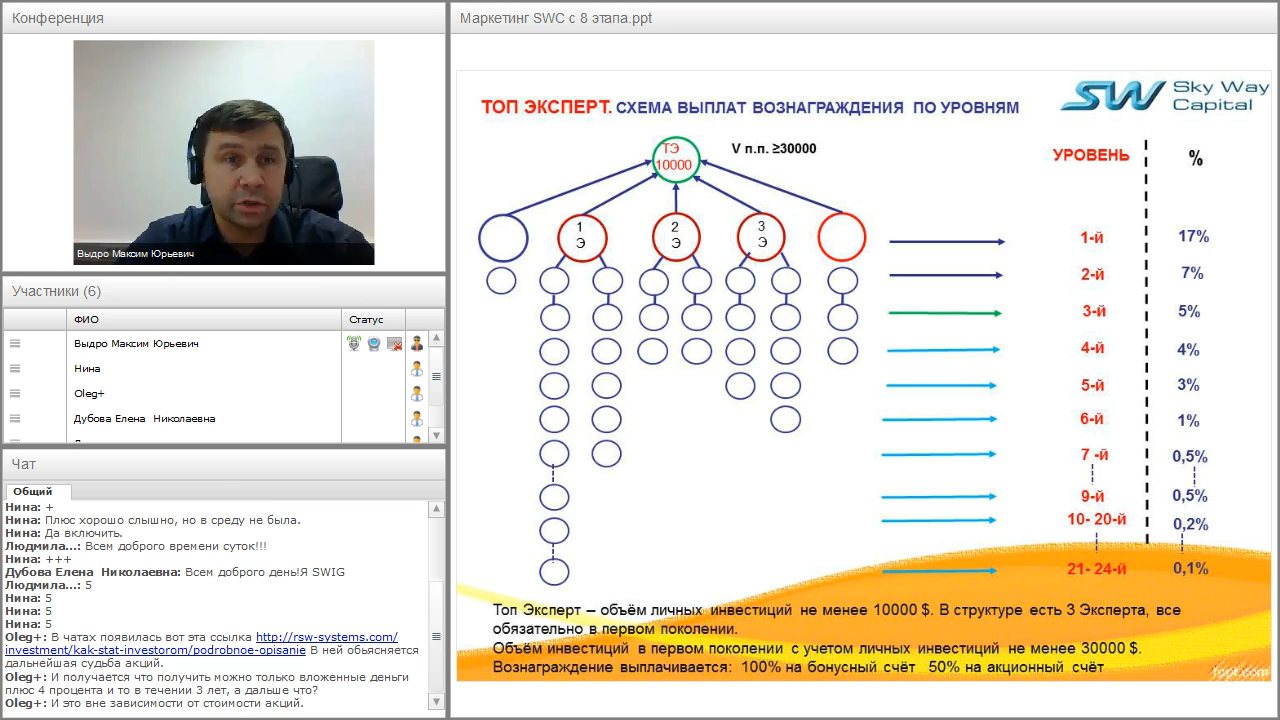 Конференция
Выдро Максим Юрьевич
Участники (6)
ФИО
Статус
Выдро Максим Юрьевич
Нина
Oleg+
Дубова Елена Николаевна
Чат
Общий
Нина: +
Нина: Плюс хорошо слышно, но в среду не была.
Нина: Да включить.
Людмила...: Всем доброго времени суток!!!
Нина: +++
Дубова Елена Николаевна: Всем доброго день!Я SWIG
Людмила...: 5
Нина: 5
Нина: 5
Нина: 5
Oleg+: В чатах появилась вот эта ссылка http://rsw-systems.com/
investment/kak-stat-investorom/podrobnoe-opisanie В ней обьясняется
дальнейшая судьба акций.
Oleg+: И получается что получить можно только вложенные деньги
плюс 4 процента и то в течении 3 лет, а дальше что?
Oleg+: И это вне зависимости от стоимости акций.
Маркетинг SWC с 8 этапа.ppt
SW Sky Way
Capital
ТОП ЭКСПЕРТ. СХЕМА ВЫПЛАТ ВОЗНАГРАЖДЕНИЯ ПО УРОВНЯМ
ТЭ
10000
V п.п. ≥30000
УРОВЕНЬ %
1
Э
2
Э
3
Э
1-й 17%
2-й 7%
3-й 5%
4-й 4%
5-й 3%
6-й 1%
7 -й 0,5%
9-й 0,5%
10- 20-й 0,2%
21- 24-й 0,1%
Топ Эксперт – объём личных инвестиций не менее 10000 $. В структуре есть 3 Эксперта, все
обязательно в первом поколении.
Объём инвестиций в первом поколении с учетом личных инвестиций не менее 30000 $.
Вознаграждение выплачивается: 100% на бонусный счёт 50% на акционный счёт
fppt.com